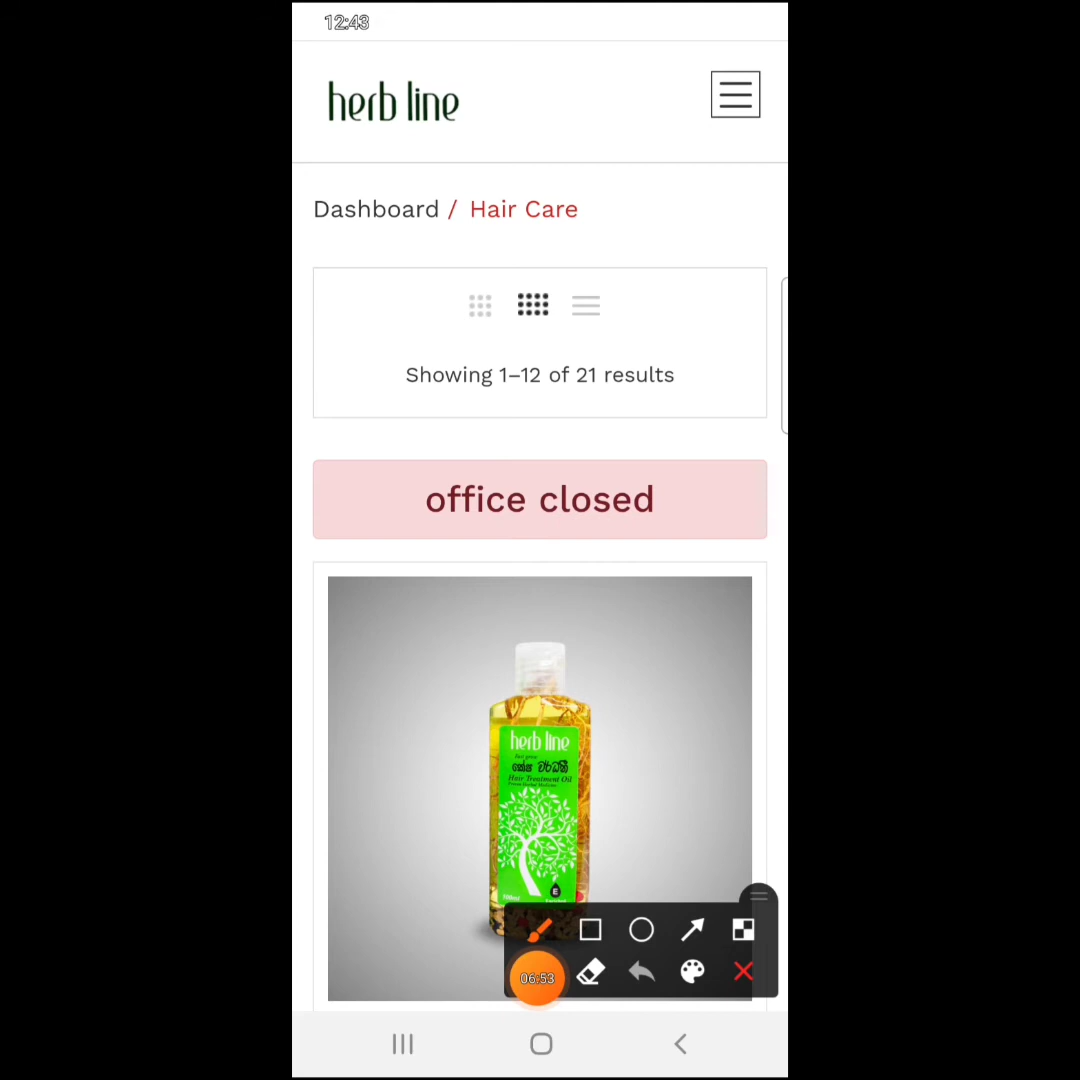 12:43
herb line
Dashboard / Hair Care
Showing 1–12 of 21 results
office closed
herb line
කේෂ වර්ධනී
Hair Treatment Oil
E
06:53